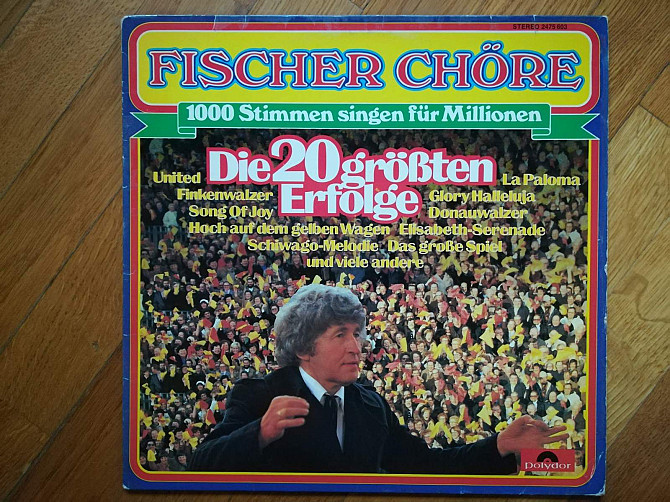 STEREO 2475 603
FISCHER CHÖRE
1000 Stimmen singen für Millionen
Die 20 größten
Erfolge
United
La Paloma
Finkenwalzer
Glory Halleluja
Song Of Joy
Donauwalzer
Hoch auf dem gelben Wagen Elisabeth-Serenade
Schiwago-Melodie Das große Spiel
und viele andere
Polydor